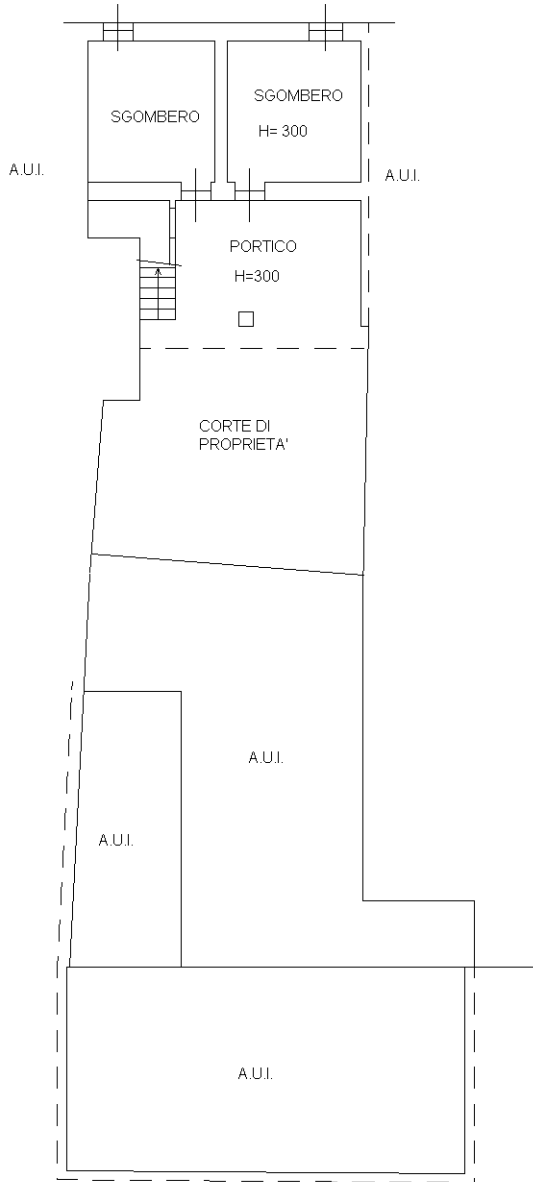 SGOMBERO
SGOMBERO
H= 300
A.U.I.
A.U.I.
PORTICO
H=300
CORTE DI
PROPRIETA'
A.U.I.
A.U.I.
A.U.I.